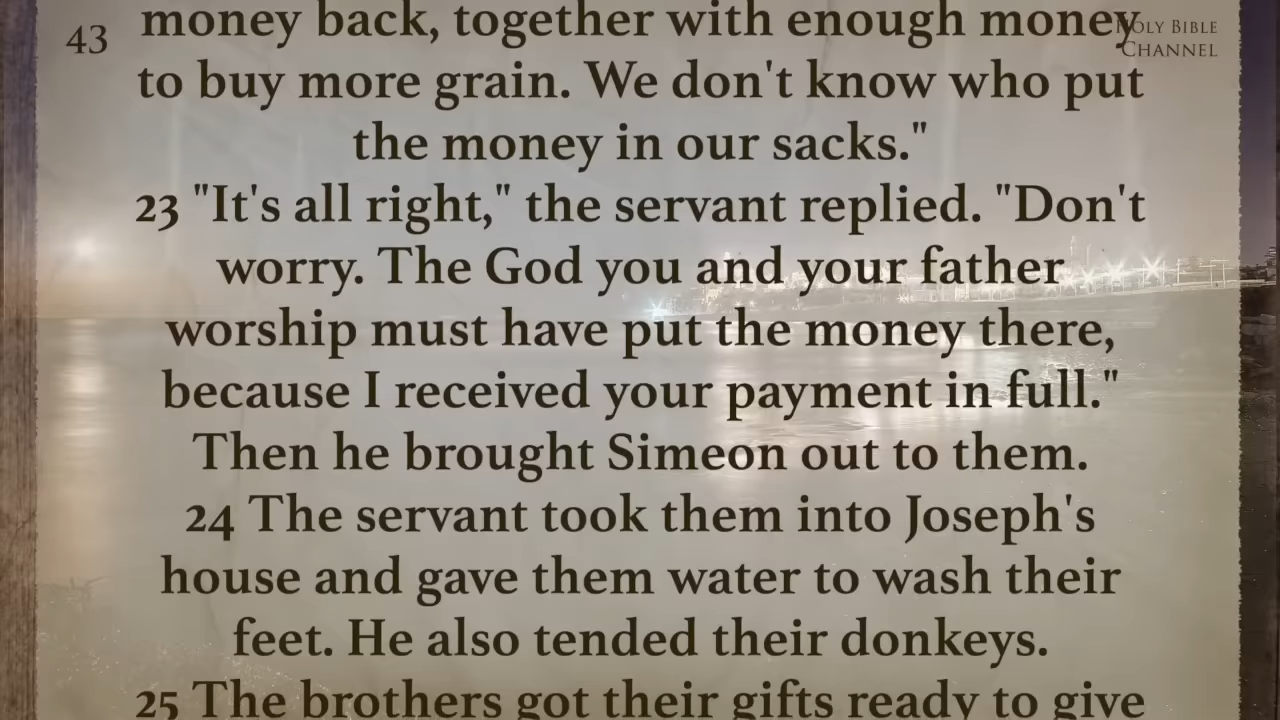 43
HOLY BIBLE
CHANNEL
money back, together with enough money
to buy more grain. We don't know who put
the money in our sacks."
23 "It's all right," the servant replied. "Don't
worry. The God you and your father
worship must have put the money there,
because I received your payment in full."
Then he brought Simeon out to them.
24 The servant took them into Joseph's
house and gave them water to wash their
feet. He also tended their donkeys.
25 The brothers got their gifts ready to give